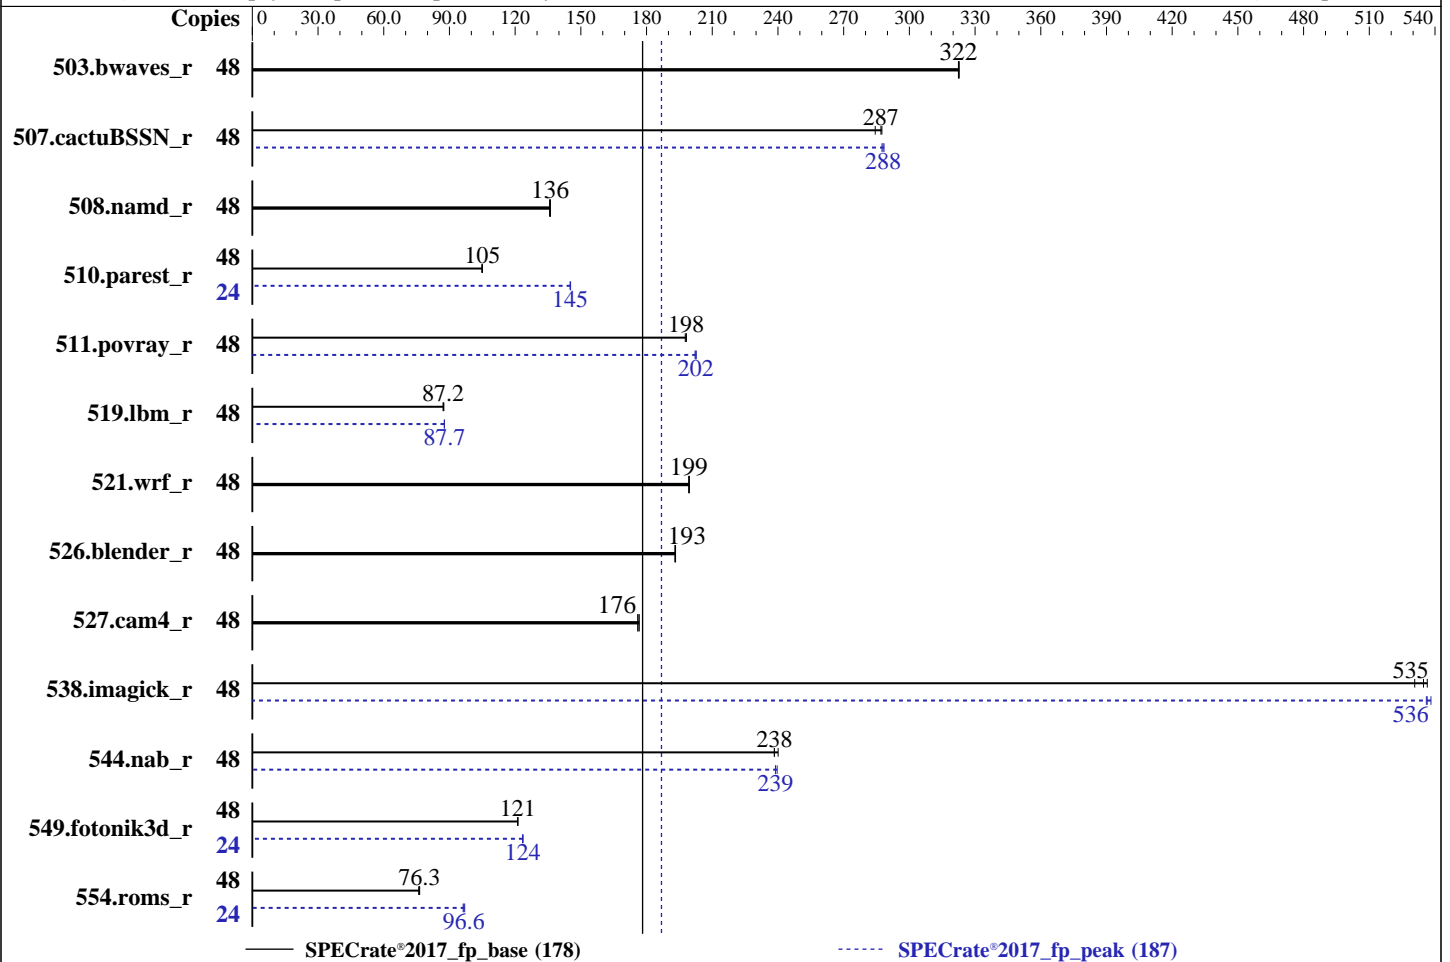 Copies 0 30.0 60.0 90.0 120 150 180 210 240 270 300 330 360 390 420 450 480 510 540
503.bwaves_r 48 322
507.cactuBSSN_r 48 287
288
508.namd_r 48 136
510.parest_r 48 105
24 145
511.povray_r 48 198
202
519.lbm_r 48 87.2
87.7
521.wrf_r 48 199
526.blender_r 48 193
527.cam4_r 48 176
538.imagick_r 48 535
536
544.nab_r 48 238
239
549.fotonik3d_r 48 121
24 124
554.roms_r 48 76.3
24 96.6
SPECrate®2017_fp_base (178) SPECrate®2017_fp_peak (187)